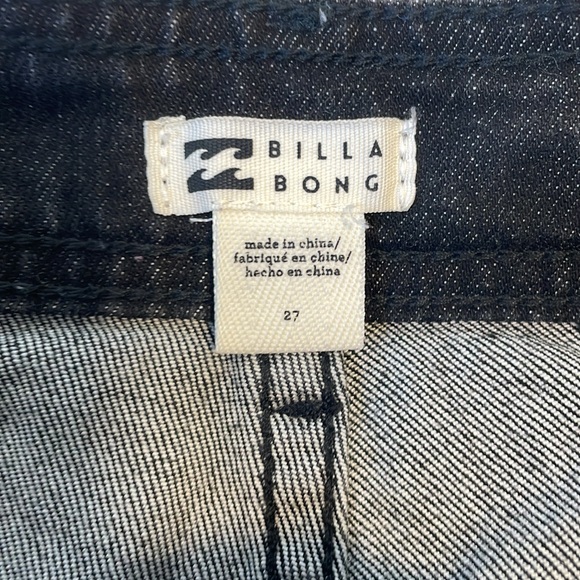 BILLA
BONG
made in china/
fabriqué en chine/
hecho en china
27